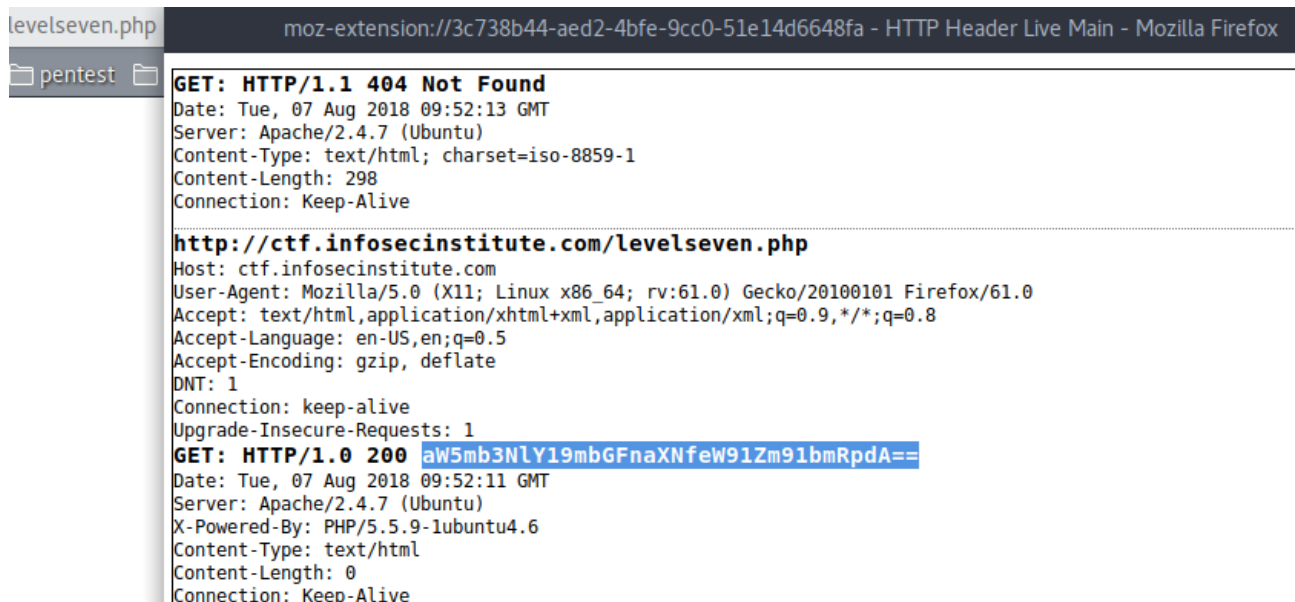 levelseven.php
moz-extension://3c738b44-aed2-4bfe-9cc0-51e14d6648fa - HTTP Header Live Main - Mozilla Firefox
pentest
GET: HTTP/1.1 404 Not Found
Date: Tue, 07 Aug 2018 09:52:13 GMT
Server: Apache/2.4.7 (Ubuntu)
Content-Type: text/html; charset=iso-8859-1
Content-Length: 298
Connection: Keep-Alive
http://ctf.infosecinstitute.com/levelseven.php
Host: ctf.infosecinstitute.com
User-Agent: Mozilla/5.0 (X11; Linux x86_64; rv:61.0) Gecko/20100101 Firefox/61.0
Accept: text/html,application/xhtml+xml,application/xml;q=0.9,*/*;q=0.8
Accept-Language: en-US,en;q=0.5
Accept-Encoding: gzip, deflate
DNT: 1
Connection: keep-alive
Upgrade-Insecure-Requests: 1
GET: HTTP/1.0 200 aW5mb3NlY19mbGFnaXNfeW91Zm91bmRpdA==
Date: Tue, 07 Aug 2018 09:52:11 GMT
Server: Apache/2.4.7 (Ubuntu)
X-Powered-By: PHP/5.5.9-1ubuntu4.6
Content-Type: text/html
Content-Length: 0
Connection: Keep-Alive